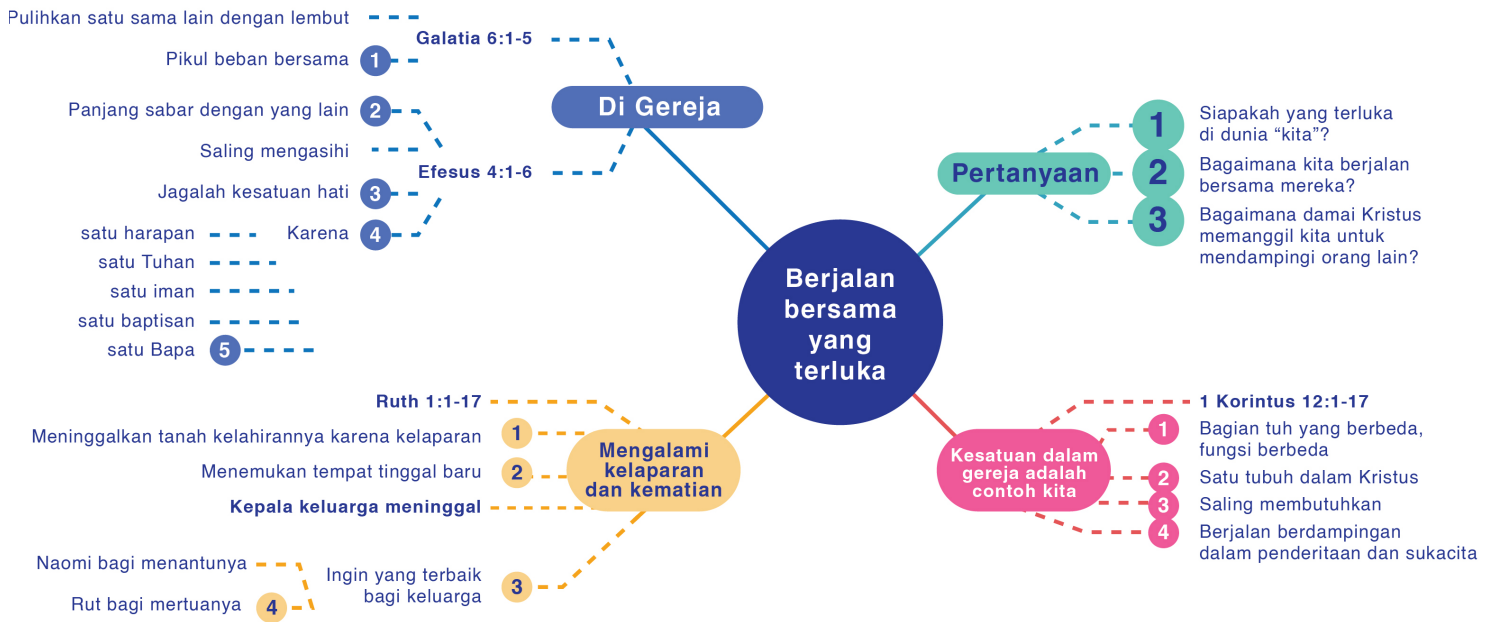 Berjalan
bersama
yang
terluka
Di Gereja
Galatia 6:1-5
Pulihkan satu sama lain dengan lembut
Pikul beban bersama
1
Efesus 4:1-6
Panjang sabar dengan yang lain
2
Saling mengasihi
Jagalah kesatuan hati
3
Karena
4
satu harapan
satu Tuhan
satu iman
satu baptisan
satu Bapa
5
Pertanyaan
1
Siapakah yang terluka
di dunia “kita”?
2
Bagaimana kita berjalan
bersama mereka?
3
Bagaimana damai Kristus
memanggil kita untuk
mendampingi orang lain?
Mengalami
kelaparan
dan kematian
Ruth 1:1-17
Meninggalkan tanah kelahirannya karena kelaparan
1
Menemukan tempat tinggal baru
2
Kepala keluarga meninggal
Ingin yang terbaik
bagi keluarga
3
Naomi bagi menantunya
Rut bagi mertuanya
4
Kesatuan dalam
gereja adalah
contoh kita
1 Korintus 12:1-17
1
Bagian tuh yang berbeda,
fungsi berbeda
2
Satu tubuh dalam Kristus
3
Saling membutuhkan
4
Berjalan berdampingan
dalam penderitaan dan sukacita